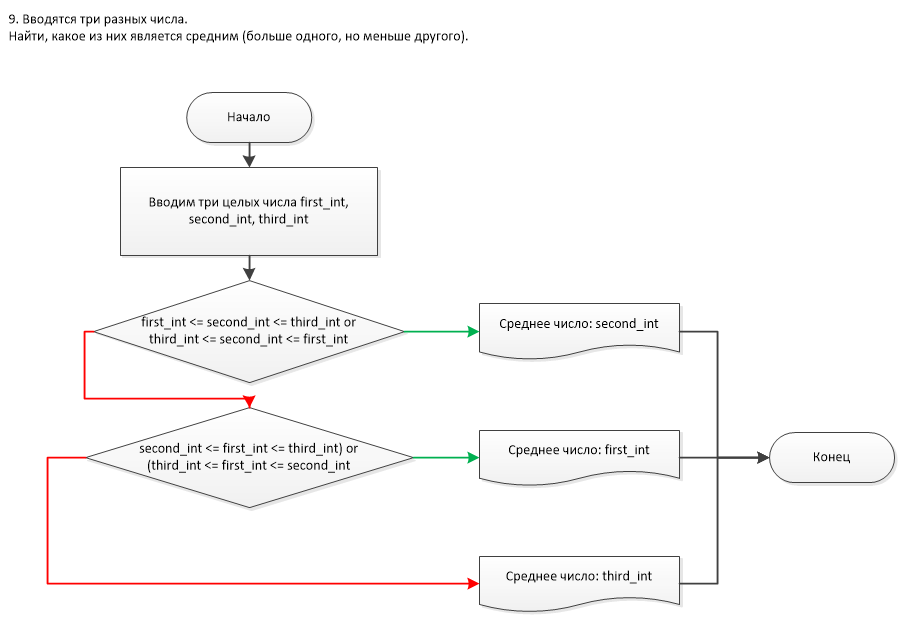 9. Вводятся три разных числа.
Найти, какое из них является средним (больше одного, но меньше другого).
Начало
Вводим три целых числа first_int,
second_int, third_int
first_int <= second_int <= third_int or
third_int <= second_int <= first_int
Среднее число: second_int
second_int <= first_int <= third_int) or
(third_int <= first_int <= second_int
Среднее число: first_int
Конец
Среднее число: third_int